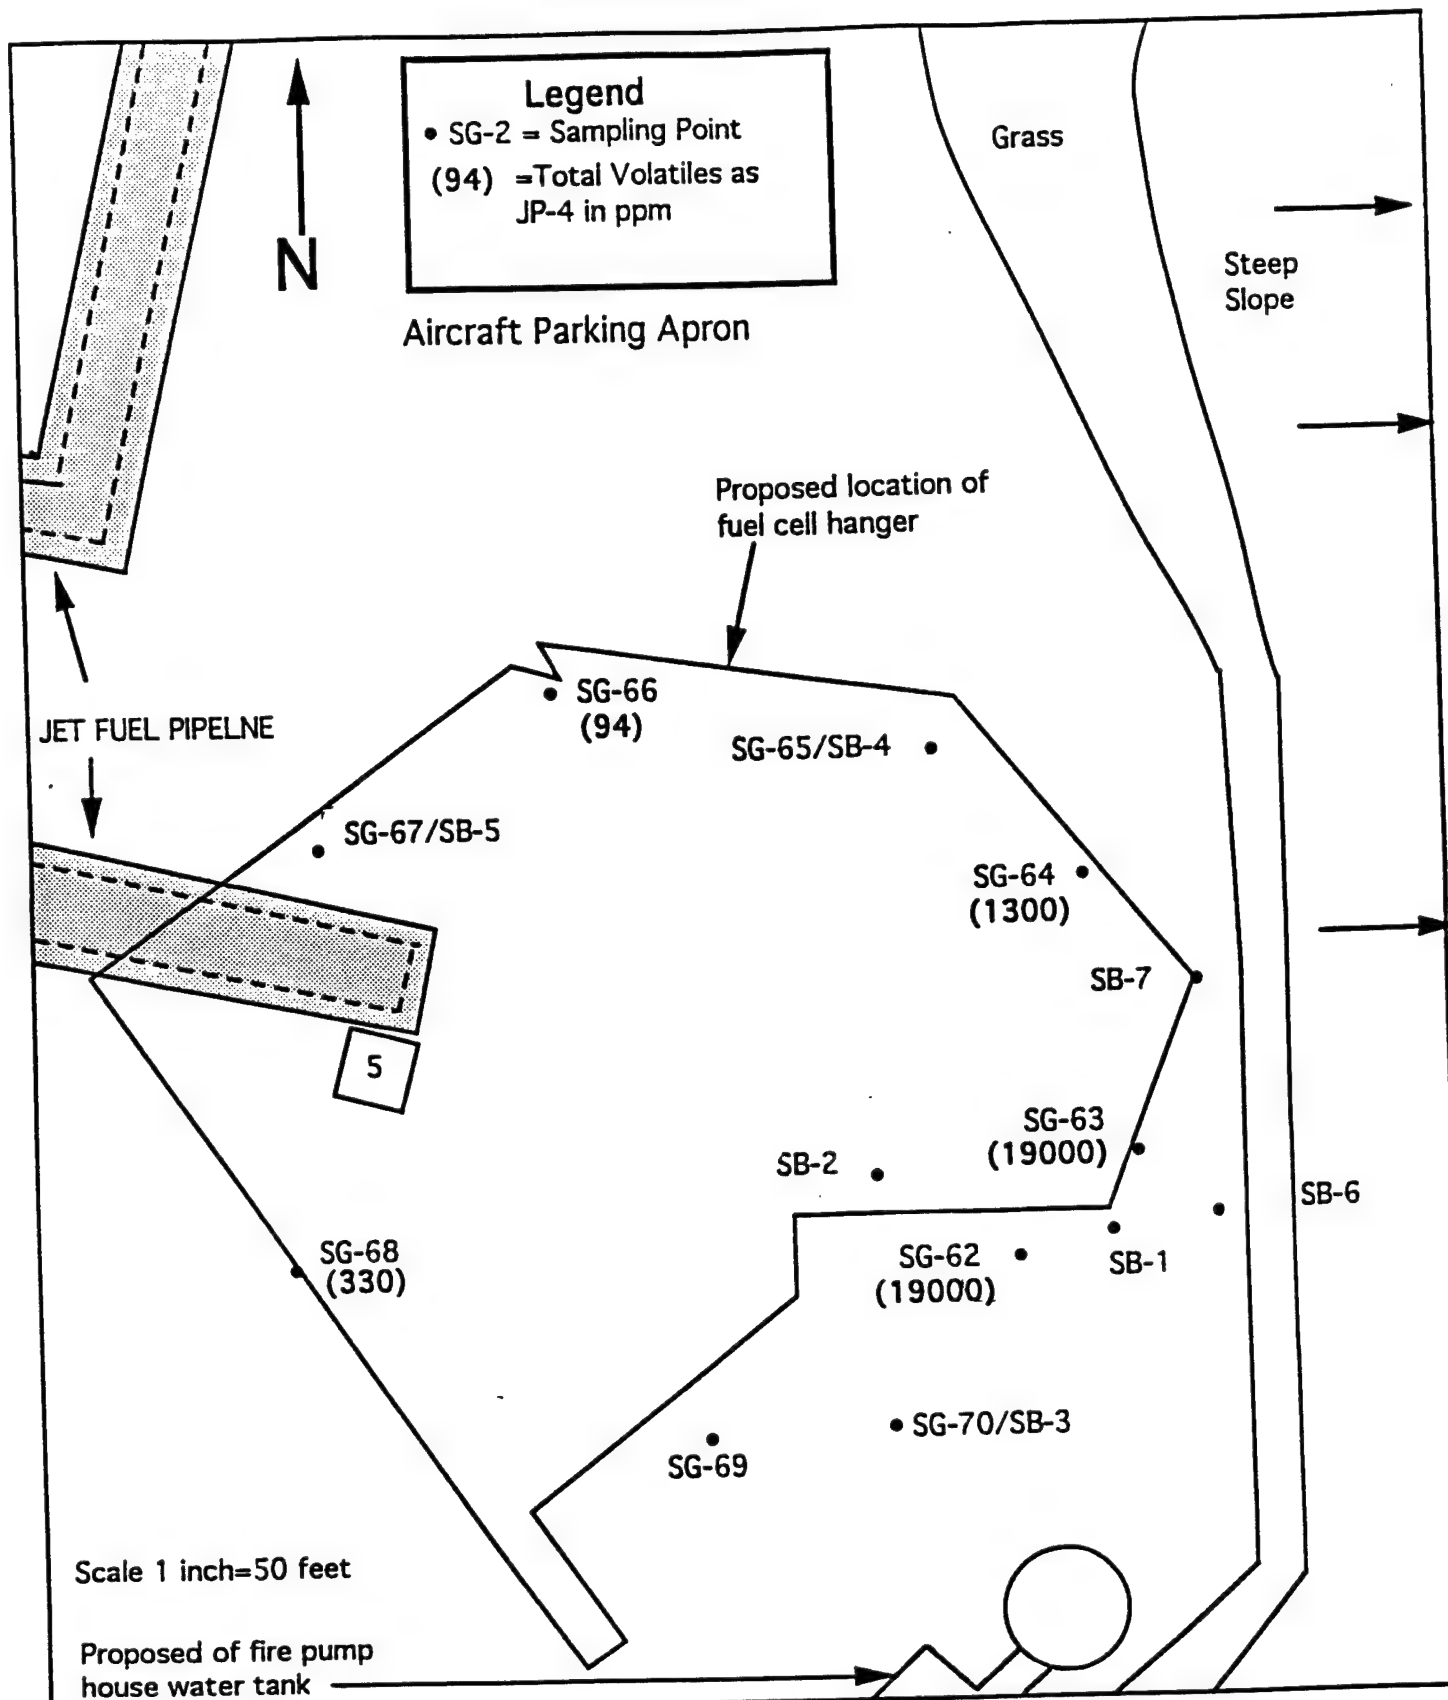 Legend
• SG-2 = Sampling Point
(94) =Total Volatiles as
JP-4 in ppm
N
Grass
Steep
Slope
Aircraft Parking Apron
Proposed location of
fuel cell hanger
SG-66
(94)
JET FUEL PIPELNE
SG-65/SB-4
SG-67/SB-5
SG-64
(1300)
SB-7
5
SG-63
(19000)
SB-2
SB-6
SG-68
(330)
SG-62
(19000)
SB-1
SG-70/SB-3
SG-69
Scale 1 inch=50 feet
Proposed of fire pump
house water tank